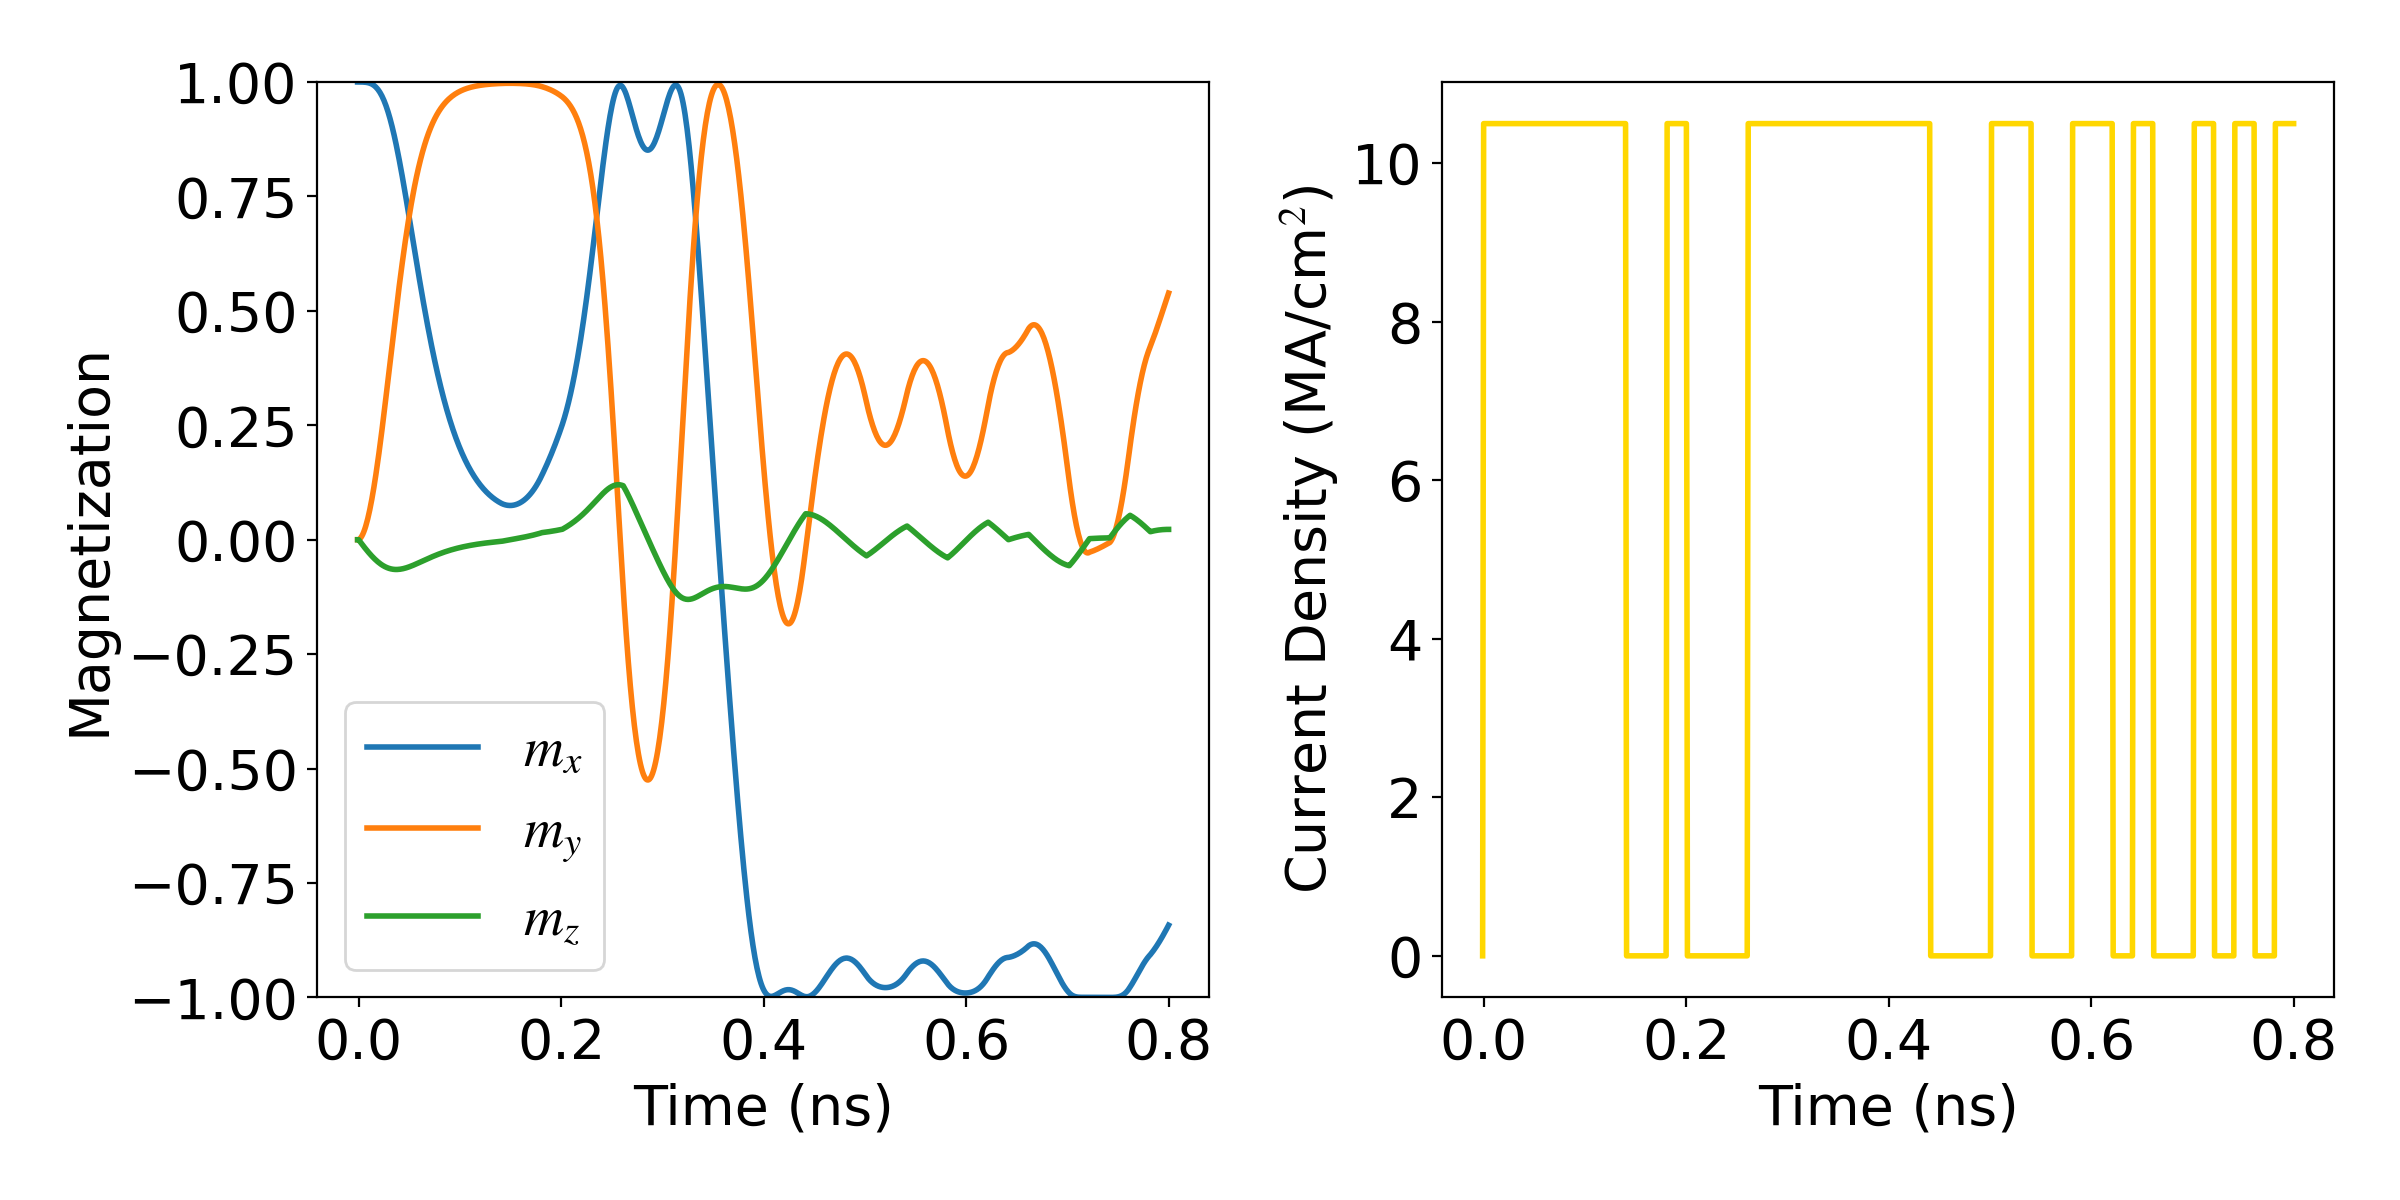 1.00
0.75
0.50
0.25
0.00
−0.25
−0.50
−0.75
−1.00
Magnetization
m_x
m_y
m_z
0.0 0.2 0.4 0.6 0.8
Time (ns)
10
8
6
4
2
0
Current Density (MA/cm²)
0.0 0.2 0.4 0.6 0.8
Time (ns)